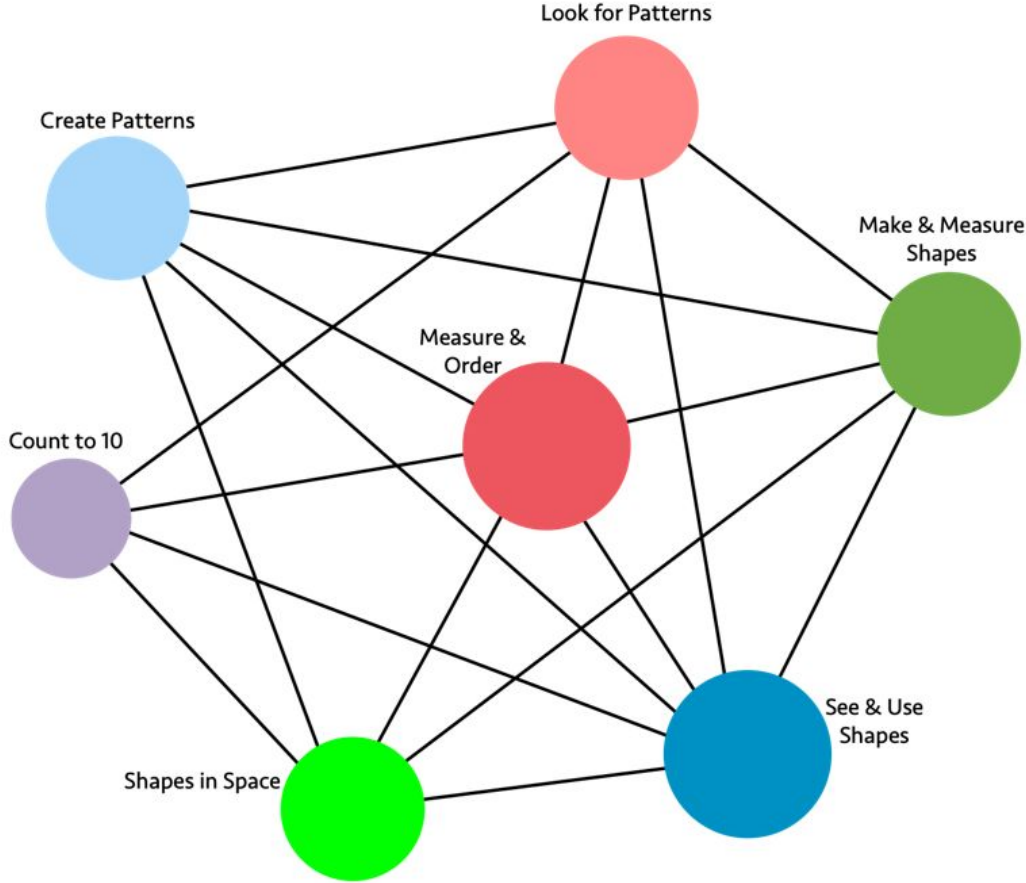 Look for Patterns
Create Patterns
Make & Measure
Shapes
Measure &
Order
Count to 10
See & Use
Shapes
Shapes in Space